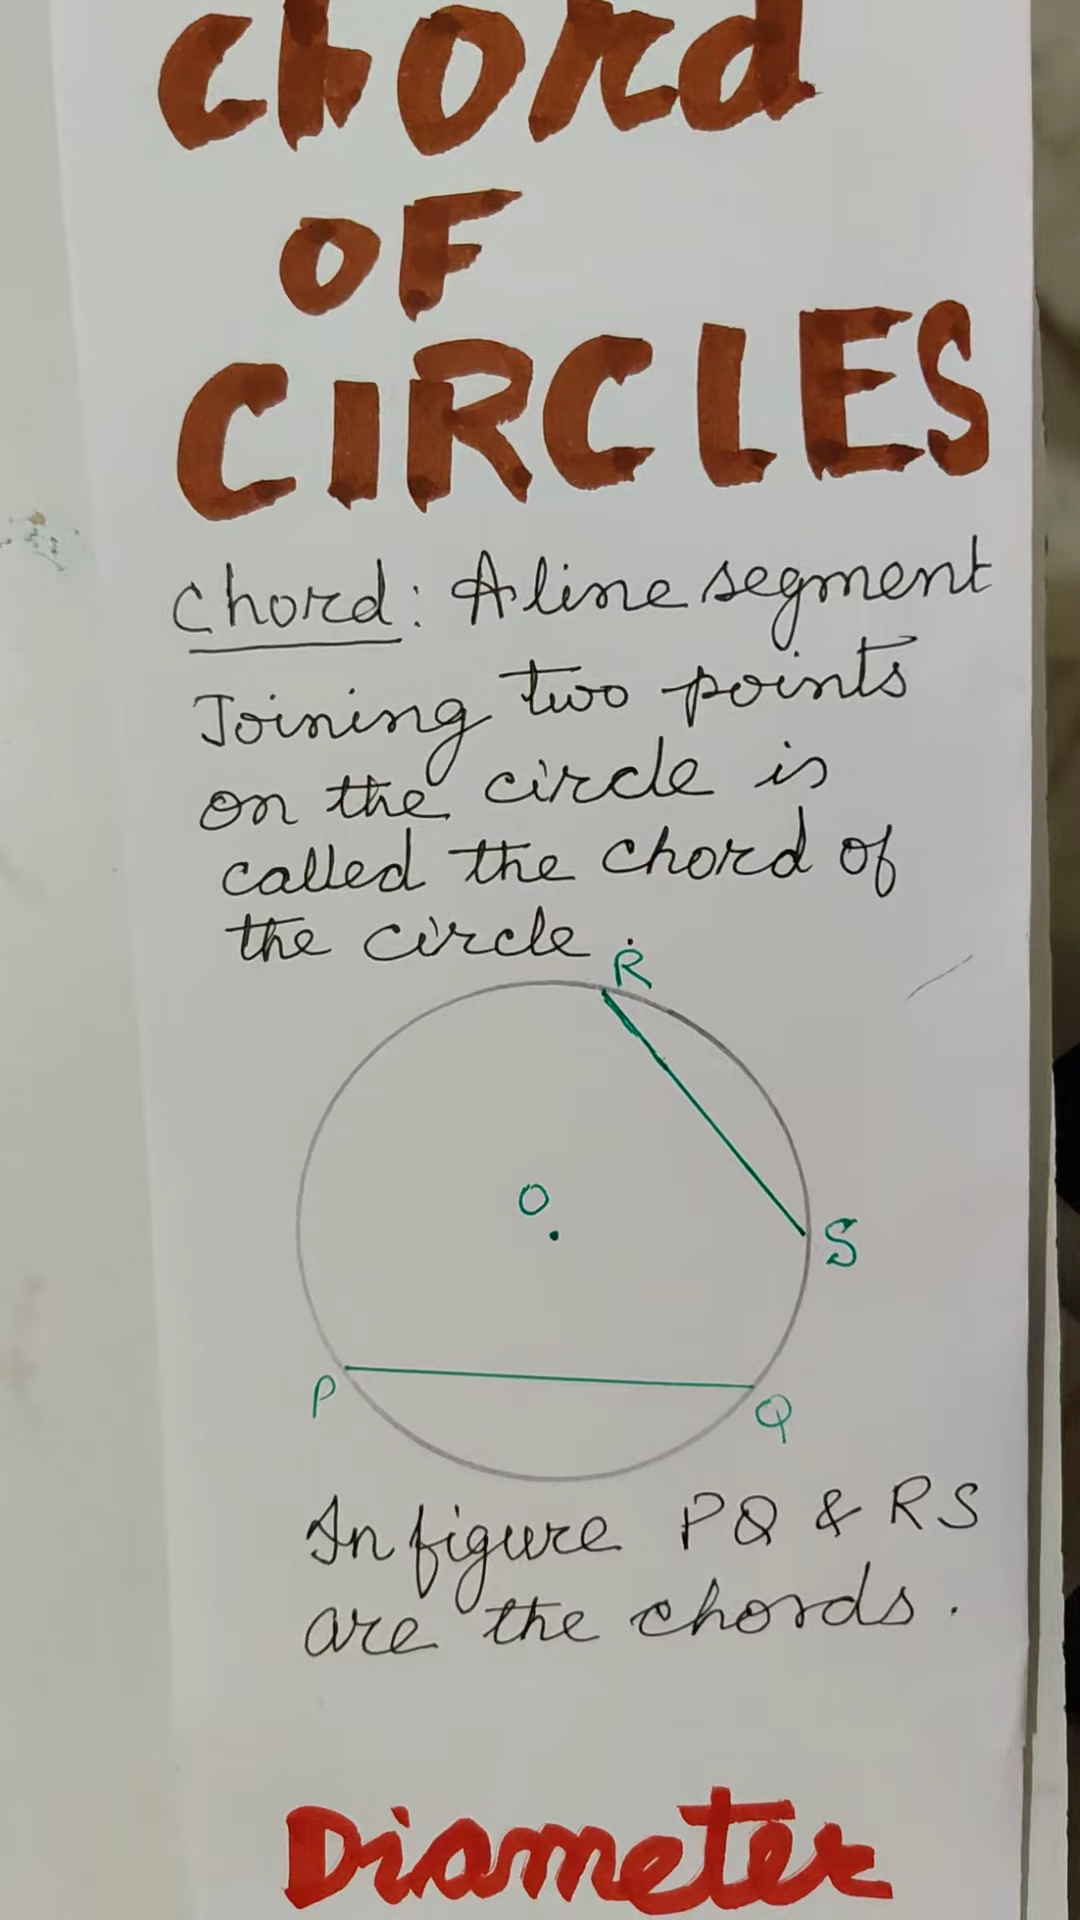 Chord
OF
CIRCLES
Chord: A line segment
Joining two points
on the circle is
called the chord of
the circle.
R
O
S
P
Q
In figure PQ & RS
are the chords.
Diameter